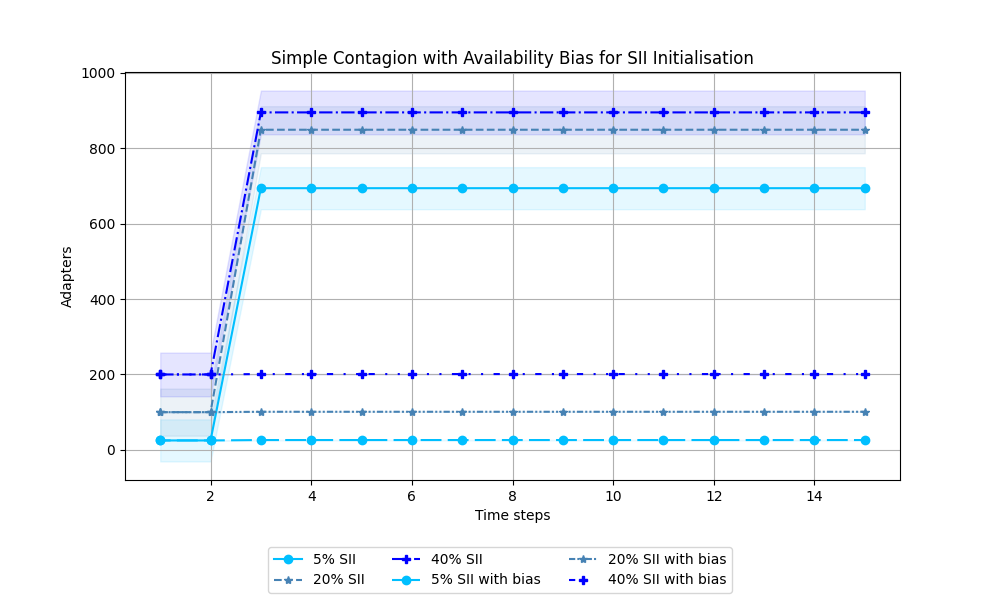 Simple Contagion with Availability Bias for SII Initialisation
1000
800
600
400
200
0
Adapters
2 4 6 8 10 12 14
Time steps
5% SII 40% SII 20% SII with bias
20% SII 5% SII with bias 40% SII with bias